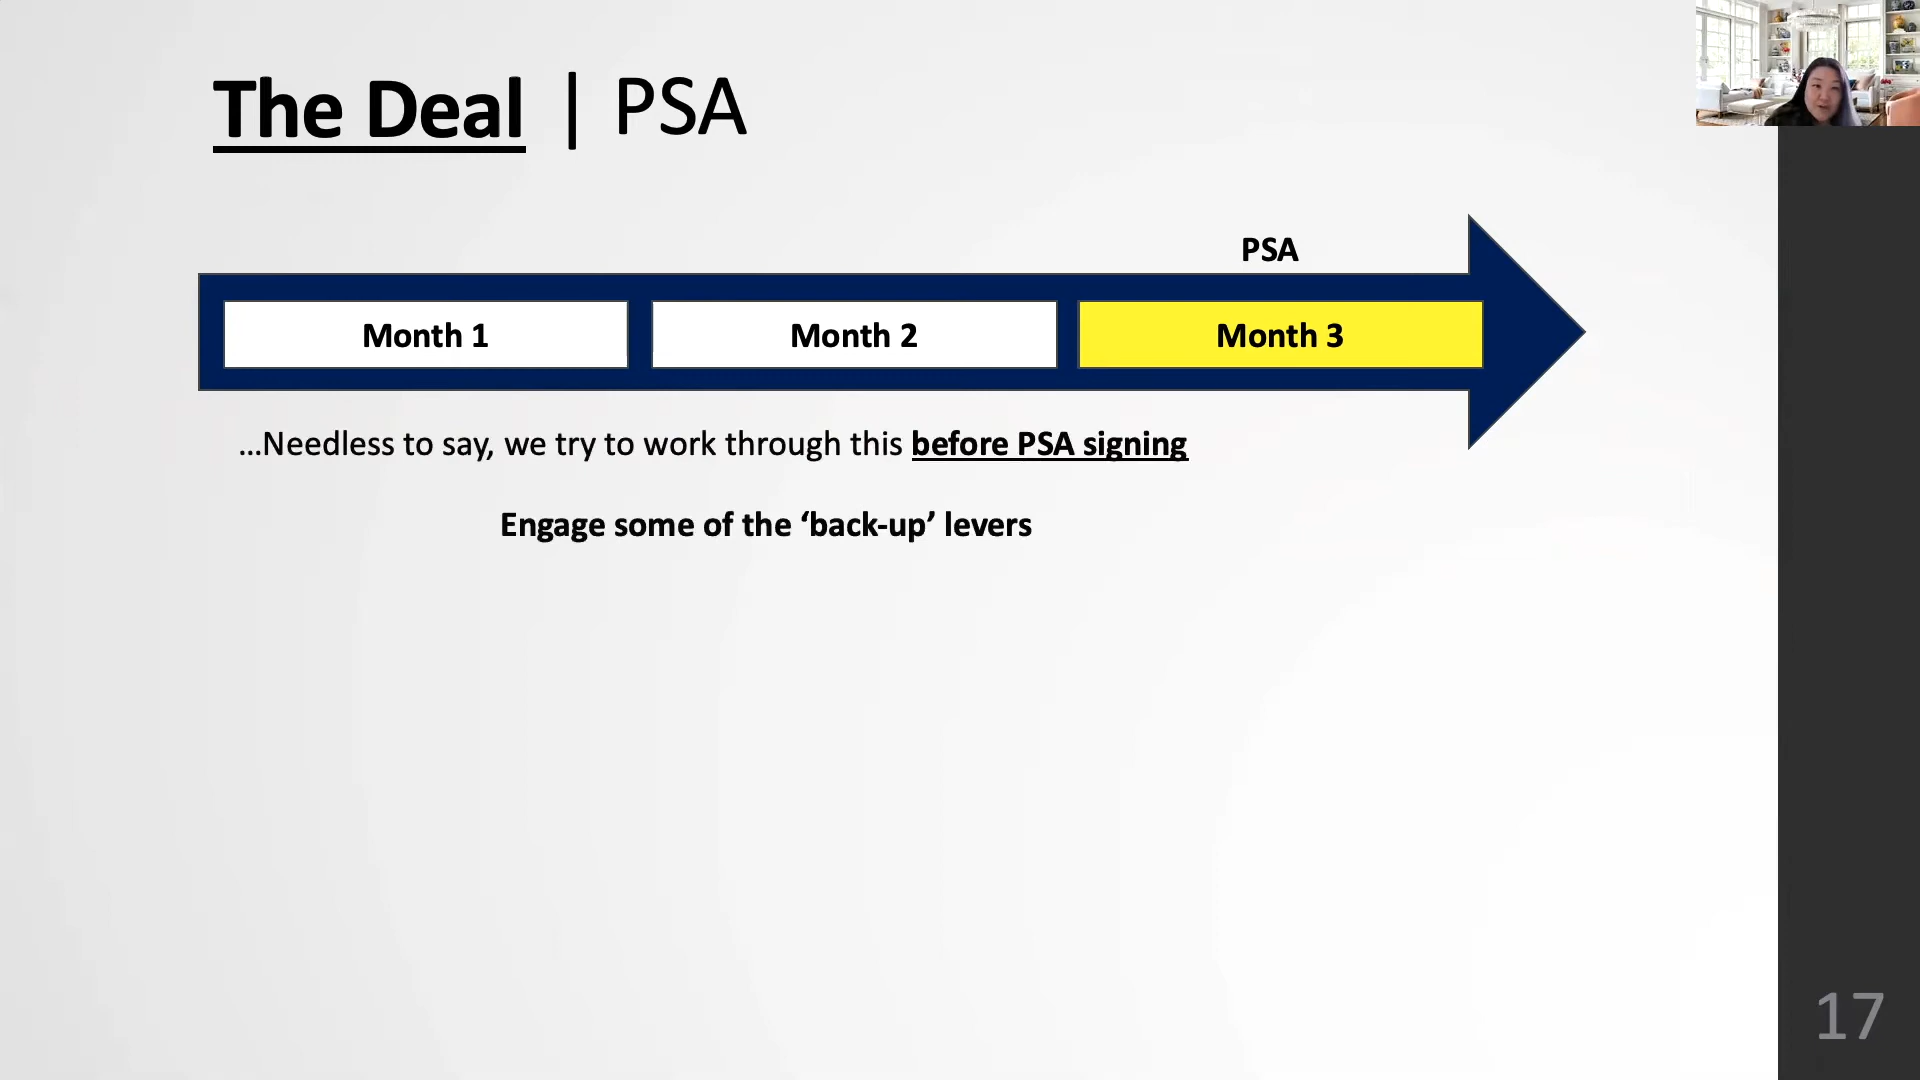 The Deal | PSA
PSA
Month 1 Month 2 Month 3
...Needless to say, we try to work through this before PSA signing
Engage some of the ‘back-up’ levers
17